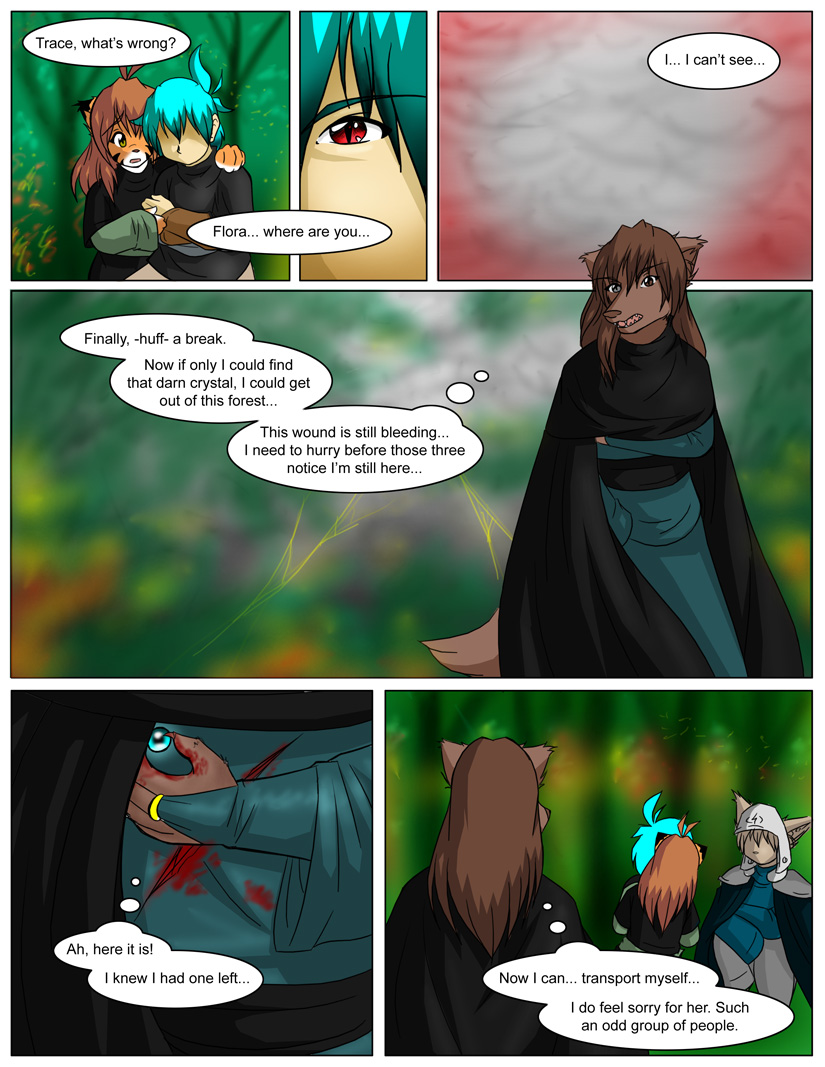 Trace, what's wrong?
Flora... where are you...
I... I can't see...
Finally, -huff- a break.
Now if only I could find
that darn crystal, I could get
out of this forest...
This wound is still bleeding...
I need to hurry before those three
notice I'm still here...
Ah, here it is!
I knew I had one left...
Now I can... transport myself...
I do feel sorry for her. Such
an odd group of people.